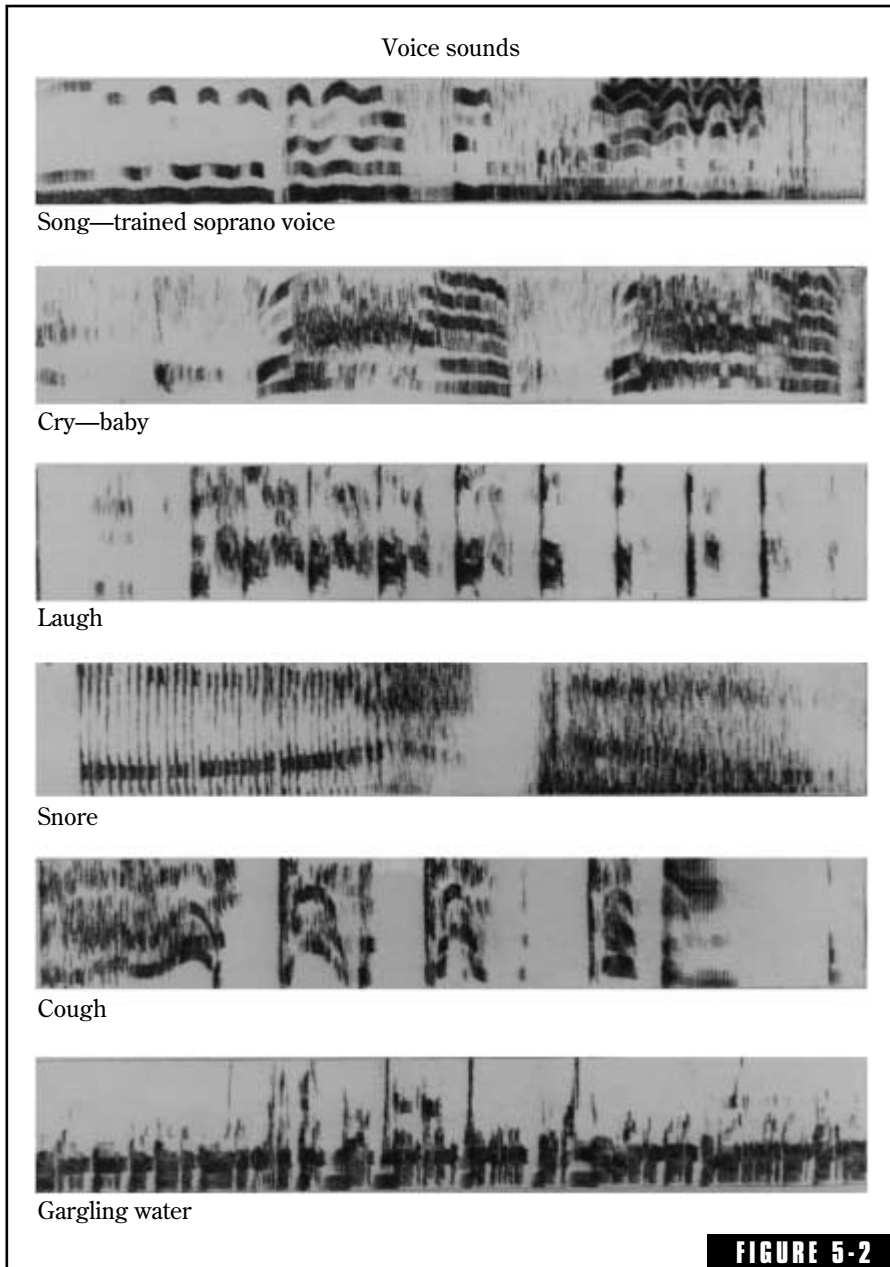 Voice sounds
Song—trained soprano voice
Cry—baby
Laugh
Snore
Cough
Gargling water
FIGURE 5-2